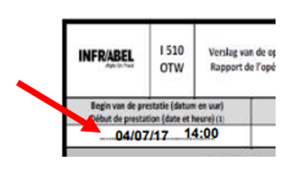 INFRABEL
I 510
OTW
Verslag van de op
Rapport de l'opé
Begin van de prestatie (datum en uur)
Début de prestation (date et heure) (1)
04/07/17 14:00